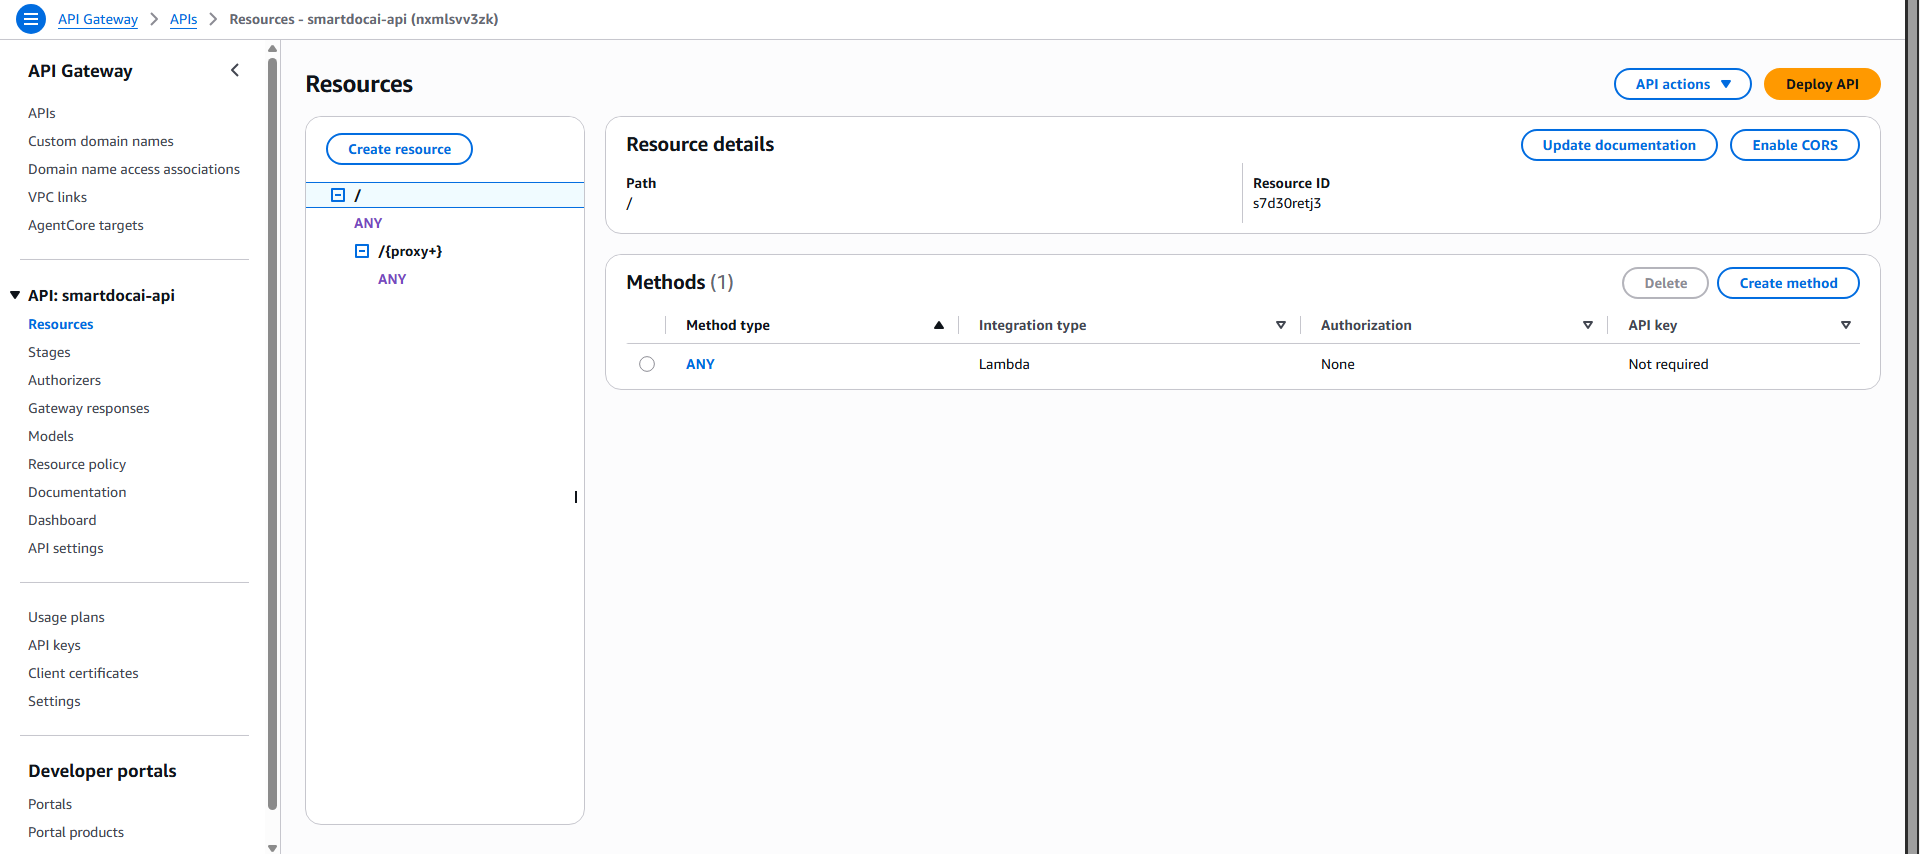 API Gateway > APIs > Resources - smartdocai-api (nxmlsvv3zk)
API Gateway
APIs
Custom domain names
Domain name access associations
VPC links
AgentCore targets
API: smartdocai-api
Resources
Stages
Authorizers
Gateway responses
Models
Resource policy
Documentation
Dashboard
API settings
Usage plans
API keys
Client certificates
Settings
Developer portals
Portals
Portal products
Resources
API actions
Deploy API
Create resource
/
ANY
/{proxy+}
ANY
Resource details
Update documentation
Enable CORS
Path
/
Resource ID
s7d30retj3
Methods (1)
Delete
Create method
Method type Integration type Authorization API key
ANY Lambda None Not required